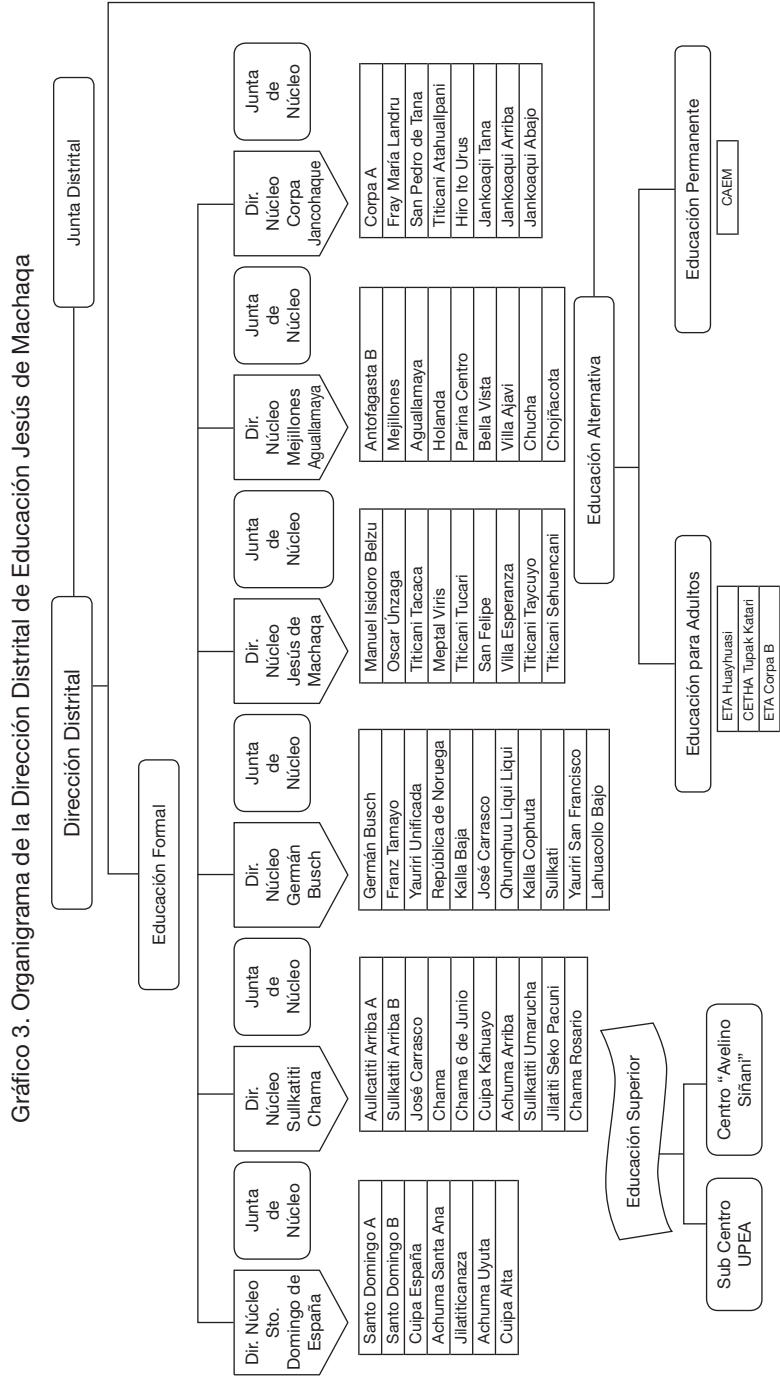 Gráfico 3. Organigrama de la Dirección Distrital de Educación Jesús de Machaqa
Dirección Distrital
Junta Distrital
Educación Formal
Dir. Núcleo
Sto.
Domingo de
España
Junta
de
Núcleo
Dir.
Núcleo
Sullkatiti
Chama
Junta
de
Núcleo
Dir.
Núcleo
Germán
Busch
Junta
de
Núcleo
Dir.
Núcleo
Jesús de
Machaqa
Junta
de
Núcleo
Dir.
Núcleo
Mejillones
Aguallamaya
Junta
de
Núcleo
Dir.
Núcleo
Corpa
Jancohaque
Junta
de
Núcleo
Santo Domingo A
Santo Domingo B
Cuipa España
Achuma Santa Ana
Jilatiticanaza
Achuma Uyuta
Cuipa Alta
Aullcatiti Arriba A
Sullkatiti Arriba B
José Carrasco
Chama
Chama 6 de Junio
Cuipa Kahuayo
Achuma Arriba
Sullkatiti Umarucha
Jilatiti Seko Pacuni
Chama Rosario
Germán Busch
Franz Tamayo
Yauriri Unificada
República de Noruega
Kalla Baja
José Carrasco
Qhunqhuu Liqui Liqui
Kalla Cophuta
Sullkati
Yauriri San Francisco
Lahuacollo Bajo
Manuel Isidoro Belzu
Oscar Únzaga
Titicani Tacaca
Meptal Viris
Titicani Tucari
San Felipe
Villa Esperanza
Titicani Taycuyo
Titicani Sehuencani
Antofagasta B
Mejillones
Aguallamaya
Holanda
Parina Centro
Bella Vista
Villa Ajavi
Chucha
Chojñacota
Corpa A
Fray María Landru
San Pedro de Tana
Titicani Atahuallpani
Hiro Ito Urus
Jankoaqji Tana
Jankoaqui Arriba
Jankoaqui Abajo
Educación Superior
Sub Centro
UPEA
Centro "Avelino
Siñani"
Educación Alternativa
Educación para Adultos
ETA Huayhuasi
CETHA Tupak Katari
ETA Corpa B
Educación Permanente
CAEM